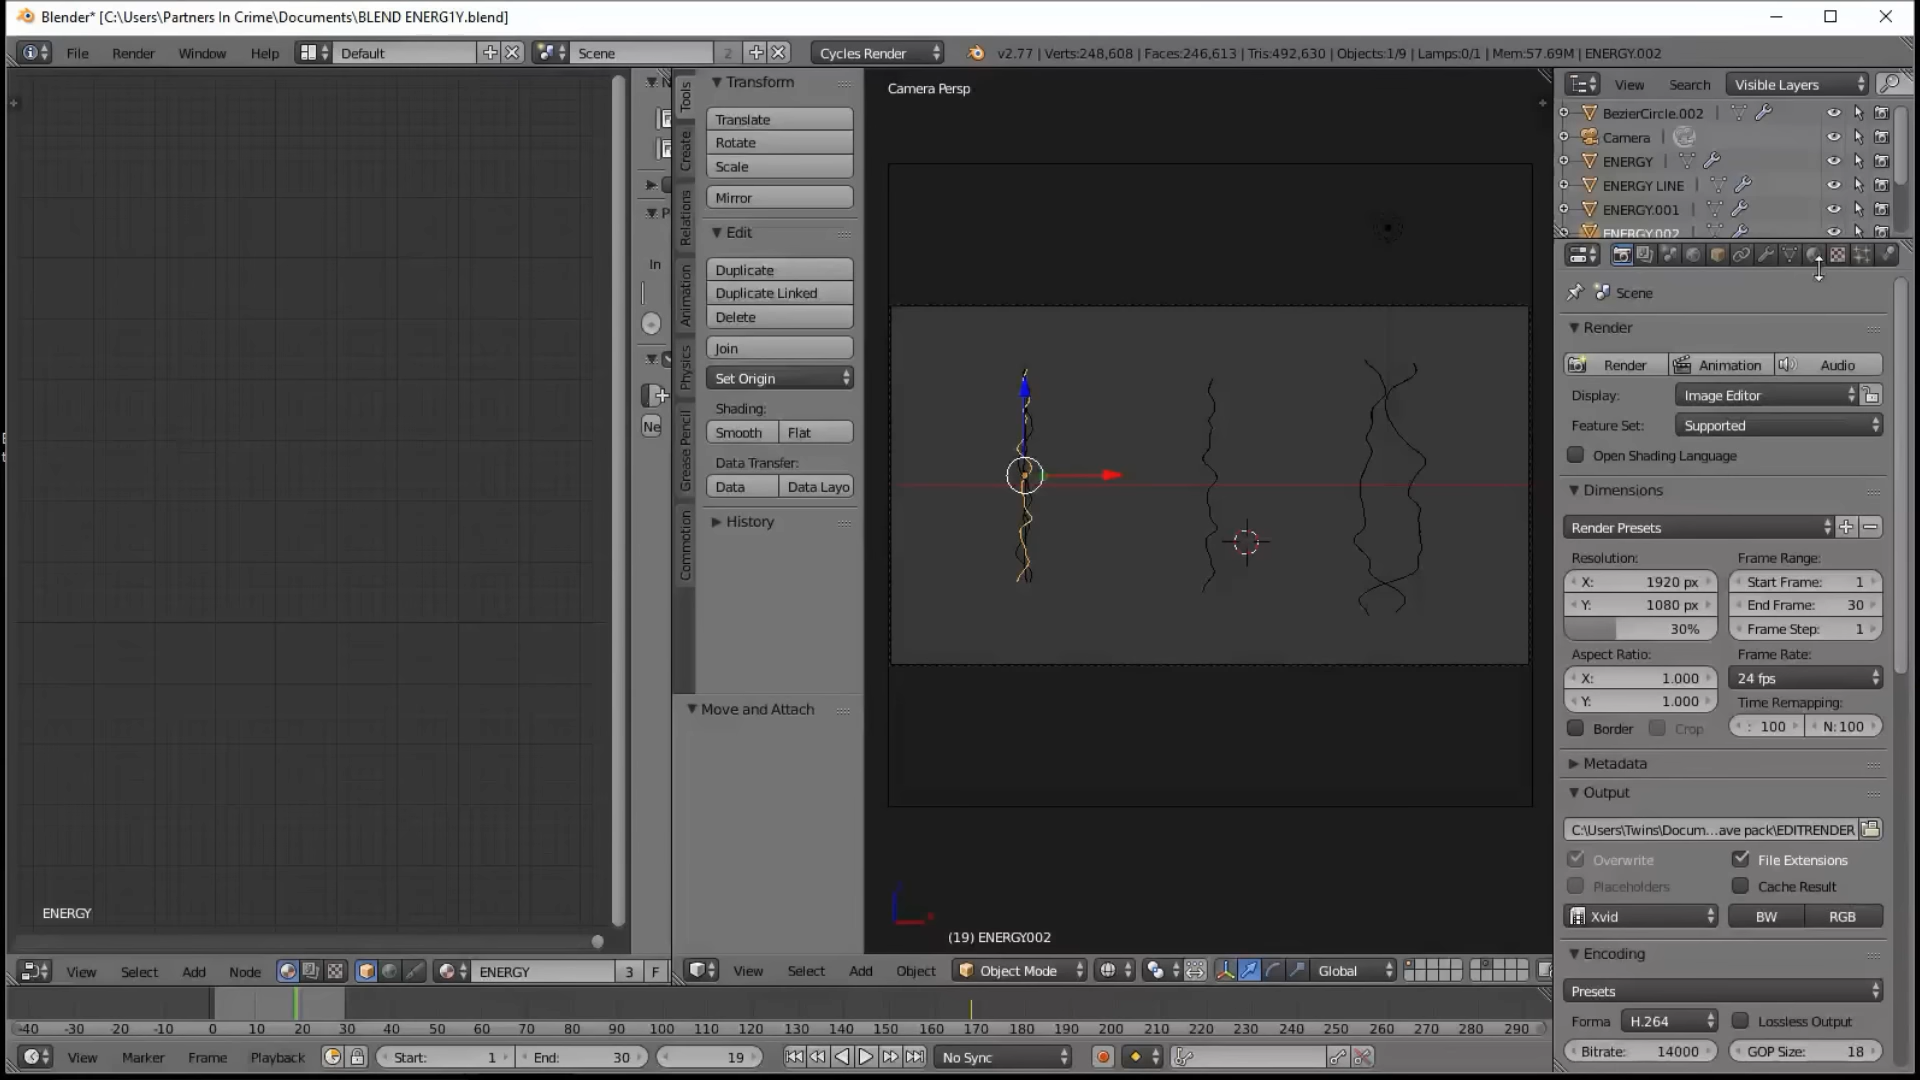 Blender* [C:\Users\Partners In Crime\Documents\BLEND ENERG1Y.blend]
File Render Window Help Default Scene 2 Cycles Render v2.77 | Verts:248,608 | Faces:246,613 | Tris:492,630 | Objects:1/9 | Lamps:0/1 | Mem:57.69M | ENERGY.002
View Search Visible Layers
BezierCircle.002
Camera
ENERGY
ENERGY LINE
ENERGY.001
ENERGY.002
In
Ne
ENERGY
Tools
Create
Relations
Animation
Physics
Grease Pencil
Commotion
Transform
Translate
Rotate
Scale
Mirror
Edit
Duplicate
Duplicate Linked
Delete
Join
Set Origin
Shading:
Smooth Flat
Data Transfer:
Data Data Layo
History
Move and Attach
Camera Persp
(19) ENERGY002
Scene
Render
Render Animation Audio
Display: Image Editor
Feature Set: Supported
Open Shading Language
Dimensions
Render Presets
Resolution: Frame Range:
X: 1920 px Start Frame: 1
Y: 1080 px End Frame: 30
30% Frame Step: 1
Aspect Ratio: Frame Rate:
X: 1.000 24 fps
Y: 1.000 Time Remapping:
Border Crop : 100 N:100
Metadata
Output
C:\Users\Twins\Docum...ave pack\EDITRENDER
Overwrite File Extensions
Placeholders Cache Result
Xvid BW RGB
Encoding
Presets
Forma H.264 Lossless Output
Bitrate: 14000 GOP Size: 18
View Select Add Node ENERGY 3 F View Select Add Object Object Mode Global
-40 -30 -20 -10 0 10 20 30 40 50 60 70 80 90 100 110 120 130 140 150 160 170 180 190 200 210 220 230 240 250 260 270 280 290
View Marker Frame Playback Start: 1 End: 30 19 No Sync